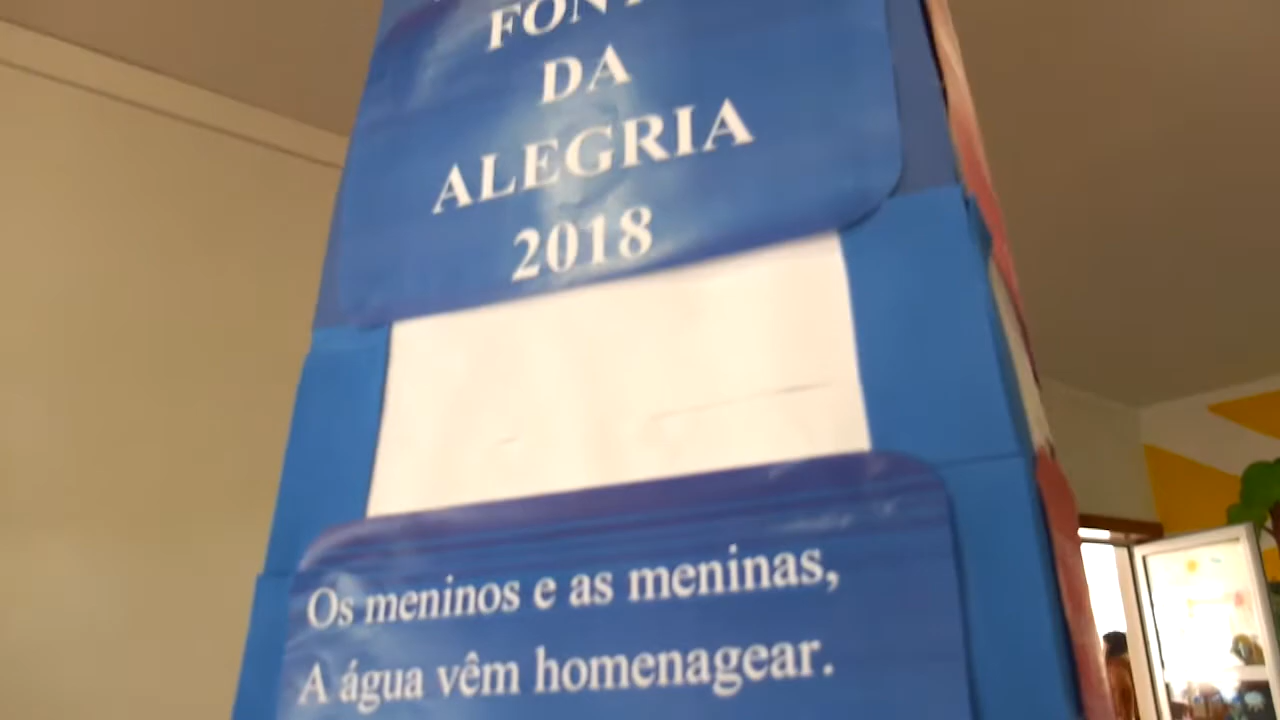 DA
ALEGRIA
2018
Os meninos e as meninas,
A água vêm homenagear.